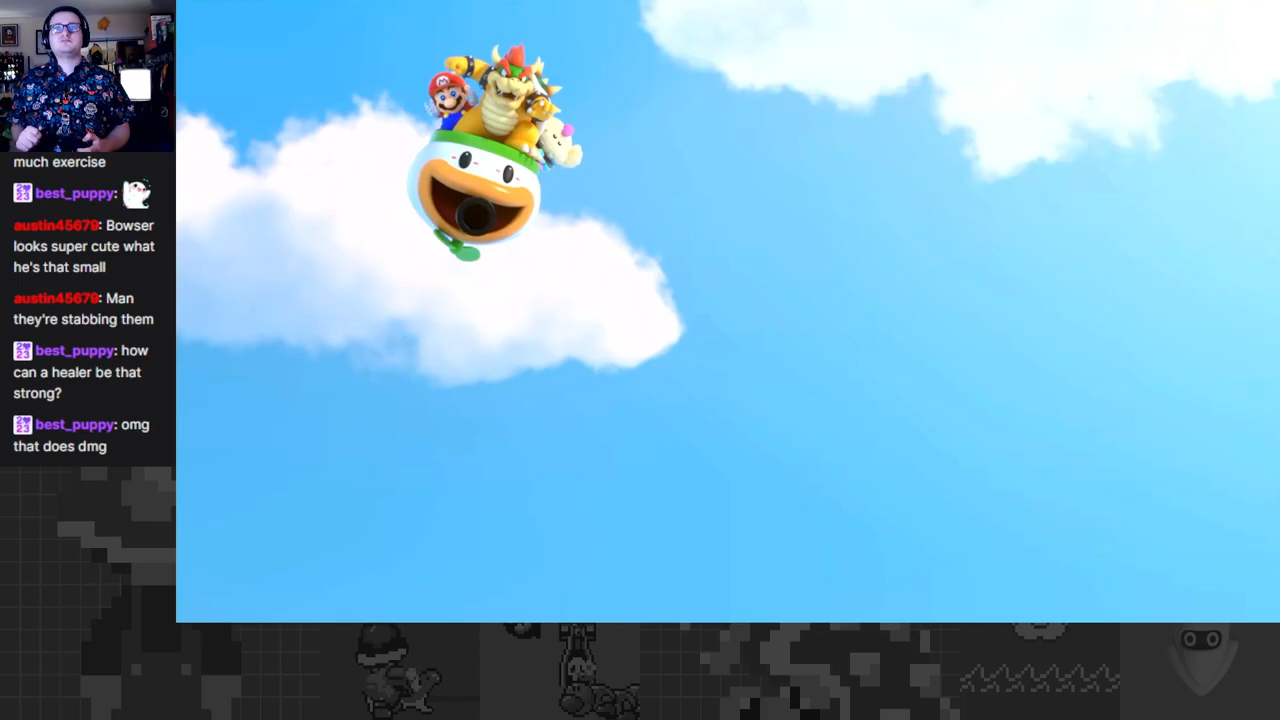 much exercise
best_puppy:
austin45679: Bowser
looks super cute what
he's that small
austin45679: Man
they're stabbing them
best_puppy: how
can a healer be that
strong?
best_puppy: omg
that does dmg